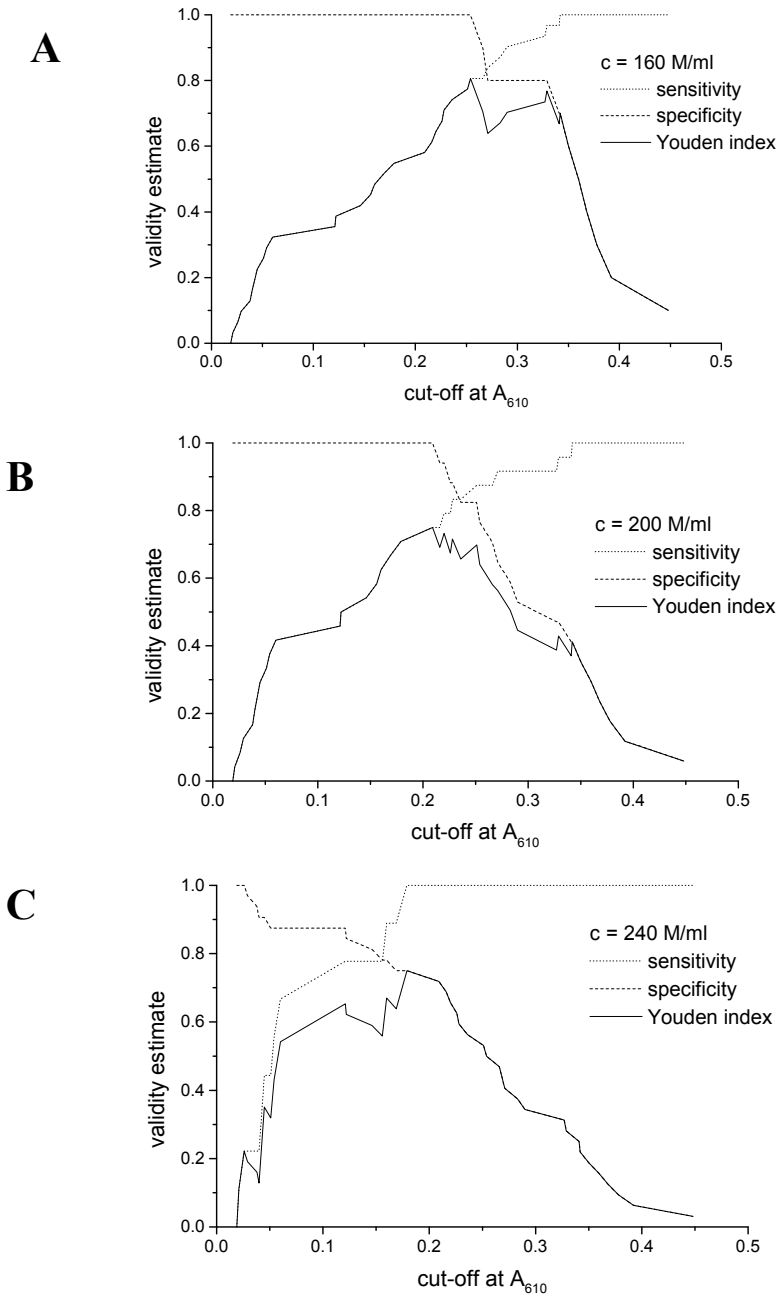 A
1.0
0.8
0.6
0.4
0.2
0.0
validity estimate
c = 160 M/ml
sensitivity
specificity
Youden index
0.0 0.1 0.2 0.3 0.4 0.5
cut-off at A610
B
1.0
0.8
0.6
0.4
0.2
0.0
validity estimate
c = 200 M/ml
sensitivity
specificity
Youden index
0.0 0.1 0.2 0.3 0.4 0.5
cut-off at A610
C
1.0
0.8
0.6
0.4
0.2
0.0
validity estimate
c = 240 M/ml
sensitivity
specificity
Youden index
0.0 0.1 0.2 0.3 0.4 0.5
cut-off at A610